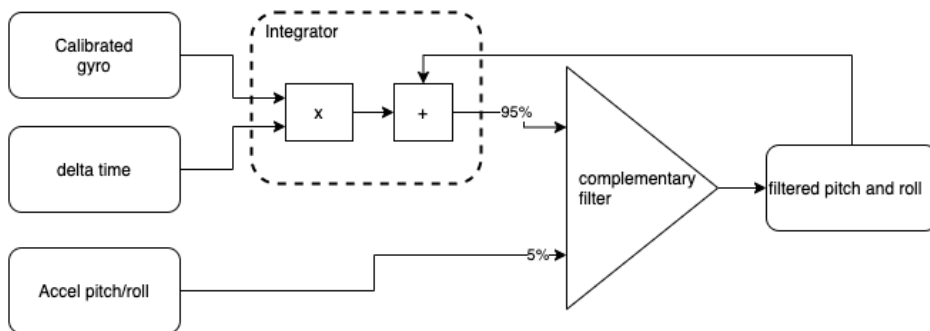 Calibrated
gyro
delta time
Accel pitch/roll
Integrator
x
+
95%
5%
complementary
filter
filtered pitch and roll